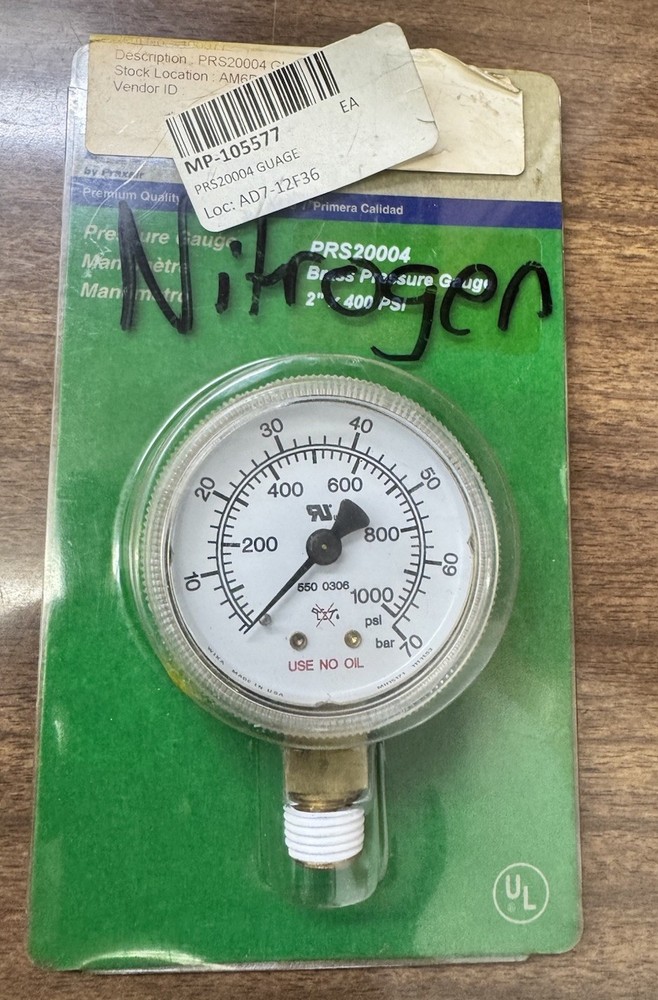 Description : PRS20004
Stock Location : AM6
Vendor ID
EA
MP-105577
PRS20004 GUAGE
Loc: AD7-12F36
by Praxair
Premium Quality
Primera Calidad
Nitrogen
Pressure Gauge
Manomètre
Manómetro
PRS20004
Brass Pressure Gauge
2" x 400 PSI
10
20
30
40
50
60
70
200
400
600
800
1000
psi
bar
550 0306
USE NO OIL
WIKA MADE IN USA
UL